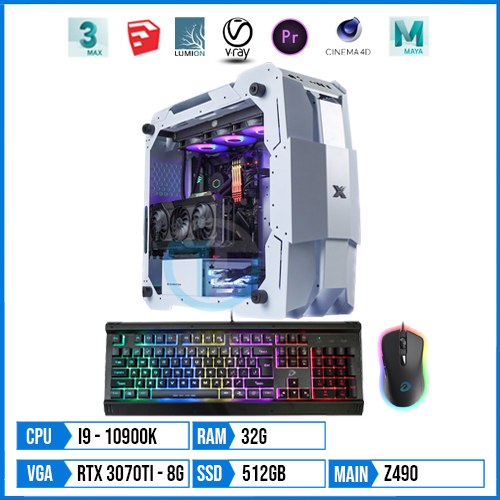 3
MAX
LUMION
v·ray
Pr
CINEMA 4D
M
MAYA
X
CPU I9 - 10900K RAM 32G
VGA RTX 3070TI - 8G SSD 512GB MAIN Z490